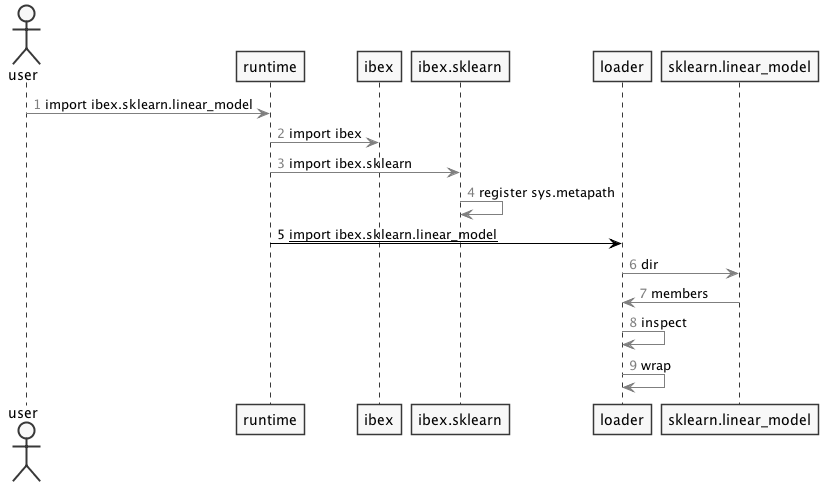 user
runtime
ibex
ibex.sklearn
loader
sklearn.linear_model
1 import ibex.sklearn.linear_model
2 import ibex
3 import ibex.sklearn
4 register sys.metapath
5 import ibex.sklearn.linear_model
6 dir
7 members
8 inspect
9 wrap
user
runtime
ibex
ibex.sklearn
loader
sklearn.linear_model